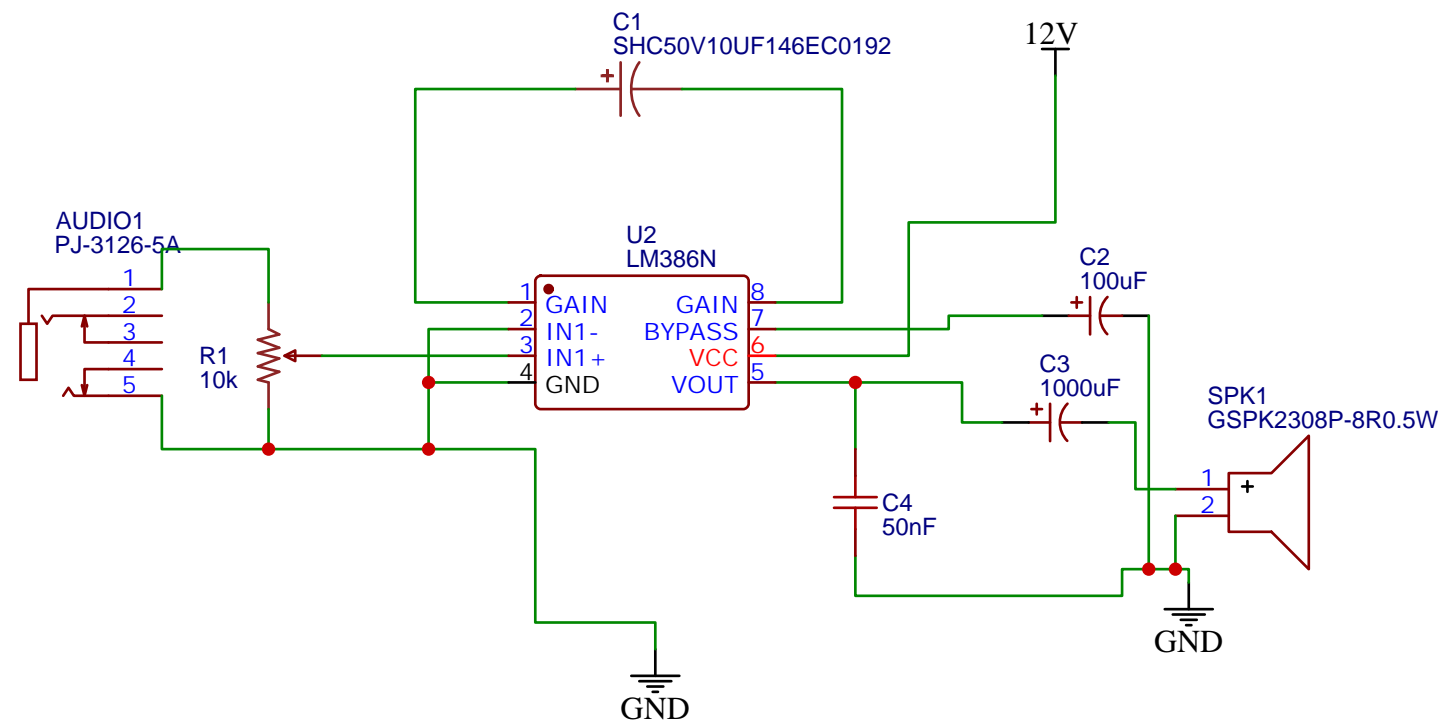 C1
SHC50V10UF146EC0192
12V
AUDIO1
PJ-3126-5A
1
2
3
4
5
R1
10k
U2
LM386N
1
GAIN
2
IN1-
3
IN1+
4
GND
GAIN
8
BYPASS
7
VCC
6
VOUT
5
C2
100uF
C3
1000uF
C4
50nF
SPK1
GSPK2308P-8R0.5W
1
2
GND
GND